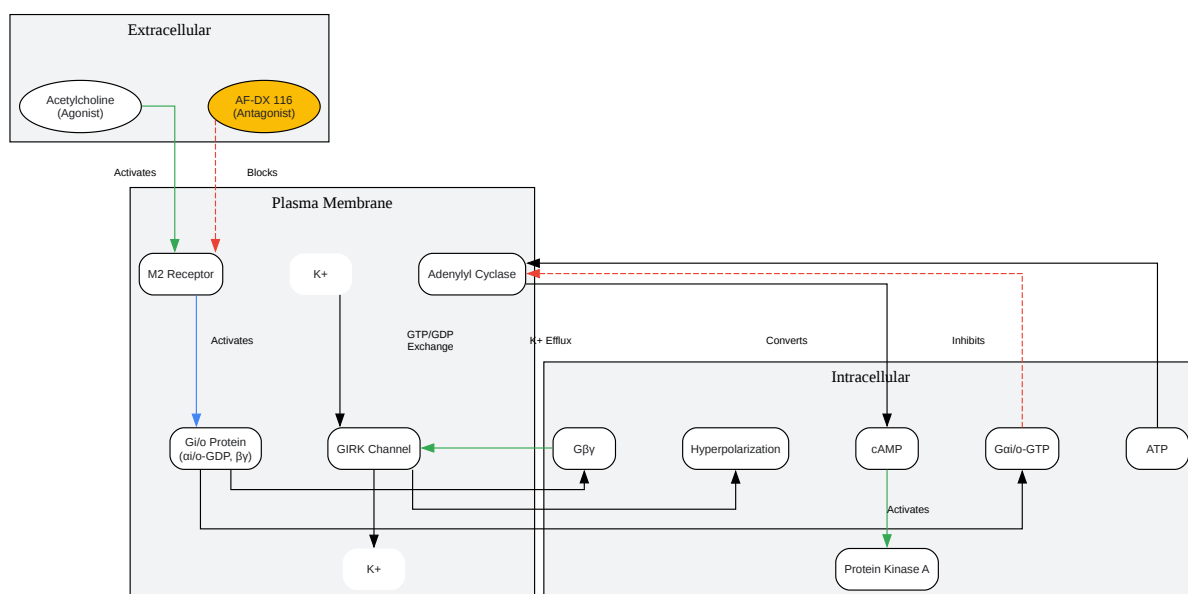 Extracellular
Acetylcholine
(Agonist)
AF-DX 116
(Antagonist)
Activates
Blocks
Plasma Membrane
M2 Receptor
K+
Adenylyl Cyclase
Activates
GTP/GDP
Exchange
K+ Efflux
Converts
Inhibits
Intracellular
Gi/o Protein
(αi/o-GDP, βγ)
GIRK Channel
Gβγ
Hyperpolarization
cAMP
Gαi/o-GTP
ATP
Activates
K+
Protein Kinase A